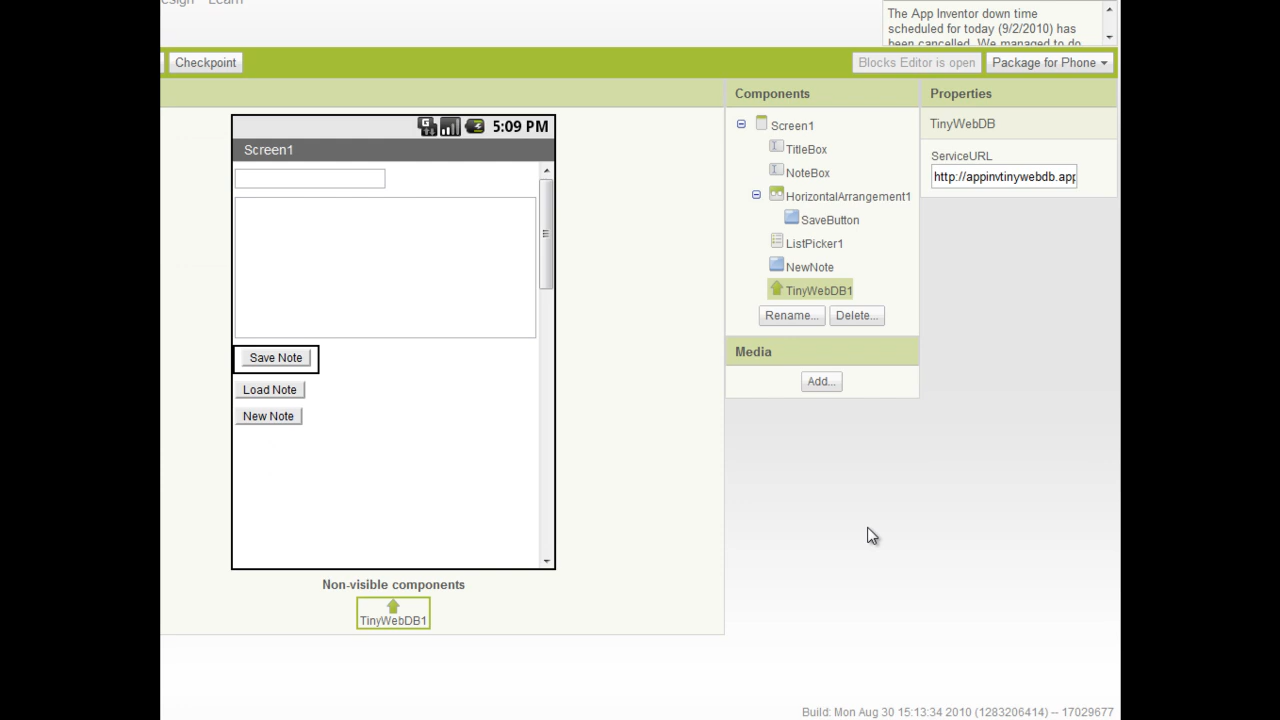 Learn
The App Inventor down time
scheduled for today (9/2/2010) has
been cancelled. We managed to do
Checkpoint
Blocks Editor is open
Package for Phone
Components
Properties
5:09 PM
Screen1
Screen1
TinyWebDB
TitleBox
ServiceURL
NoteBox
http://appinvtinywebdb.app
HorizontalArrangement1
SaveButton
ListPicker1
NewNote
TinyWebDB1
Rename...
Delete...
Save Note
Media
Load Note
Add...
New Note
Non-visible components
TinyWebDB1
Build: Mon Aug 30 15:13:34 2010 (1283206414) -- 17029677